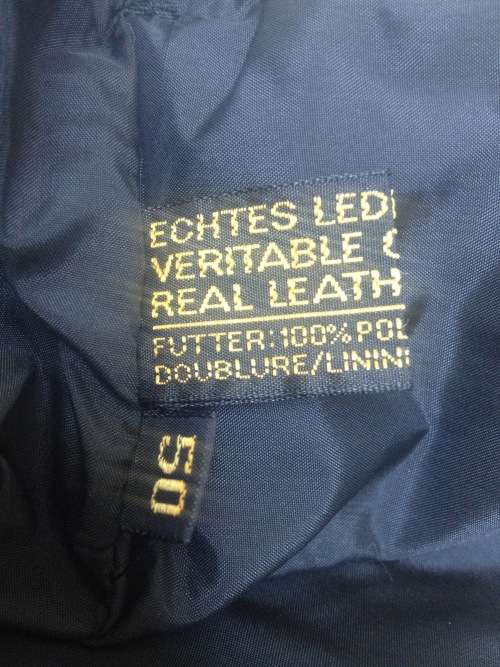 ECHTES LED
VERITABLE C
REAL LEATH
FUTTER:100% POL
DOUBLURE/LININ
50